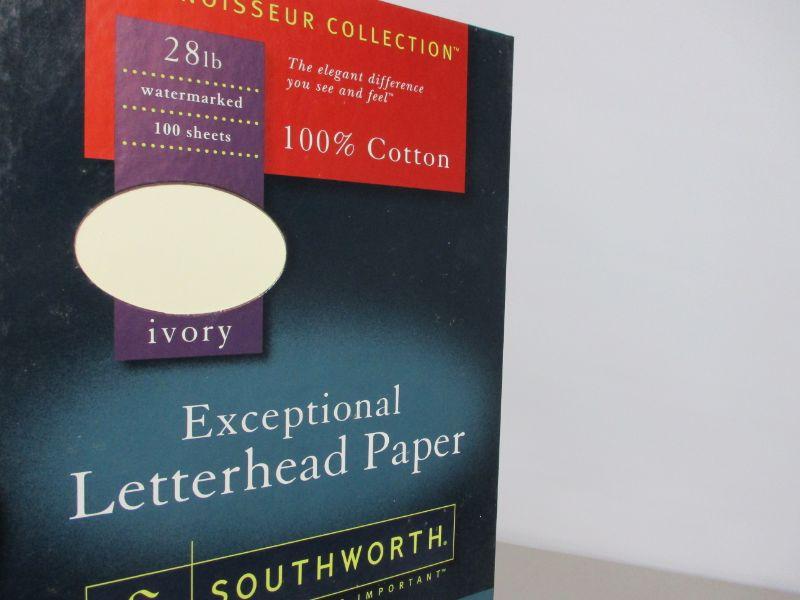 NOISSEUR COLLECTION™
28lb
watermarked
100 sheets
The elegant difference
you see and feel™
100% Cotton
ivory
Exceptional
Letterhead Paper
SOUTHWORTH®
IMPORTANT™